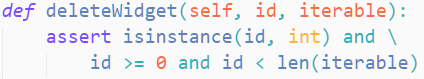 def deleteWidget(self, id, iterable):
    assert isinstance(id, int) and \
        id >= 0 and id < len(iterable)